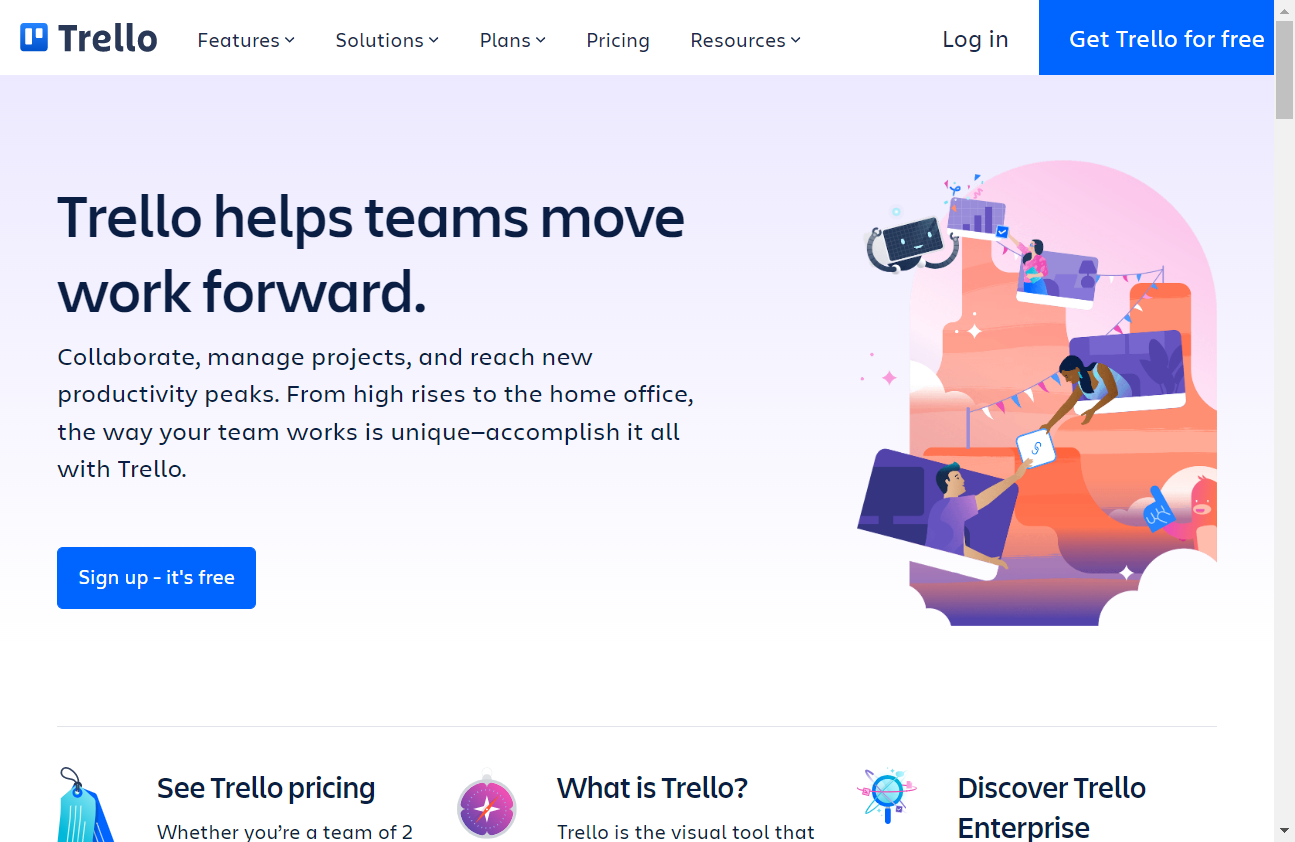 Trello
Features
Solutions
Plans
Pricing
Resources
Log in
Get Trello for free
Trello helps teams move
work forward.
Collaborate, manage projects, and reach new
productivity peaks. From high rises to the home office,
the way your team works is unique—accomplish it all
with Trello.
Sign up - it's free
See Trello pricing
Whether you’re a team of 2
What is Trello?
Trello is the visual tool that
Discover Trello
Enterprise